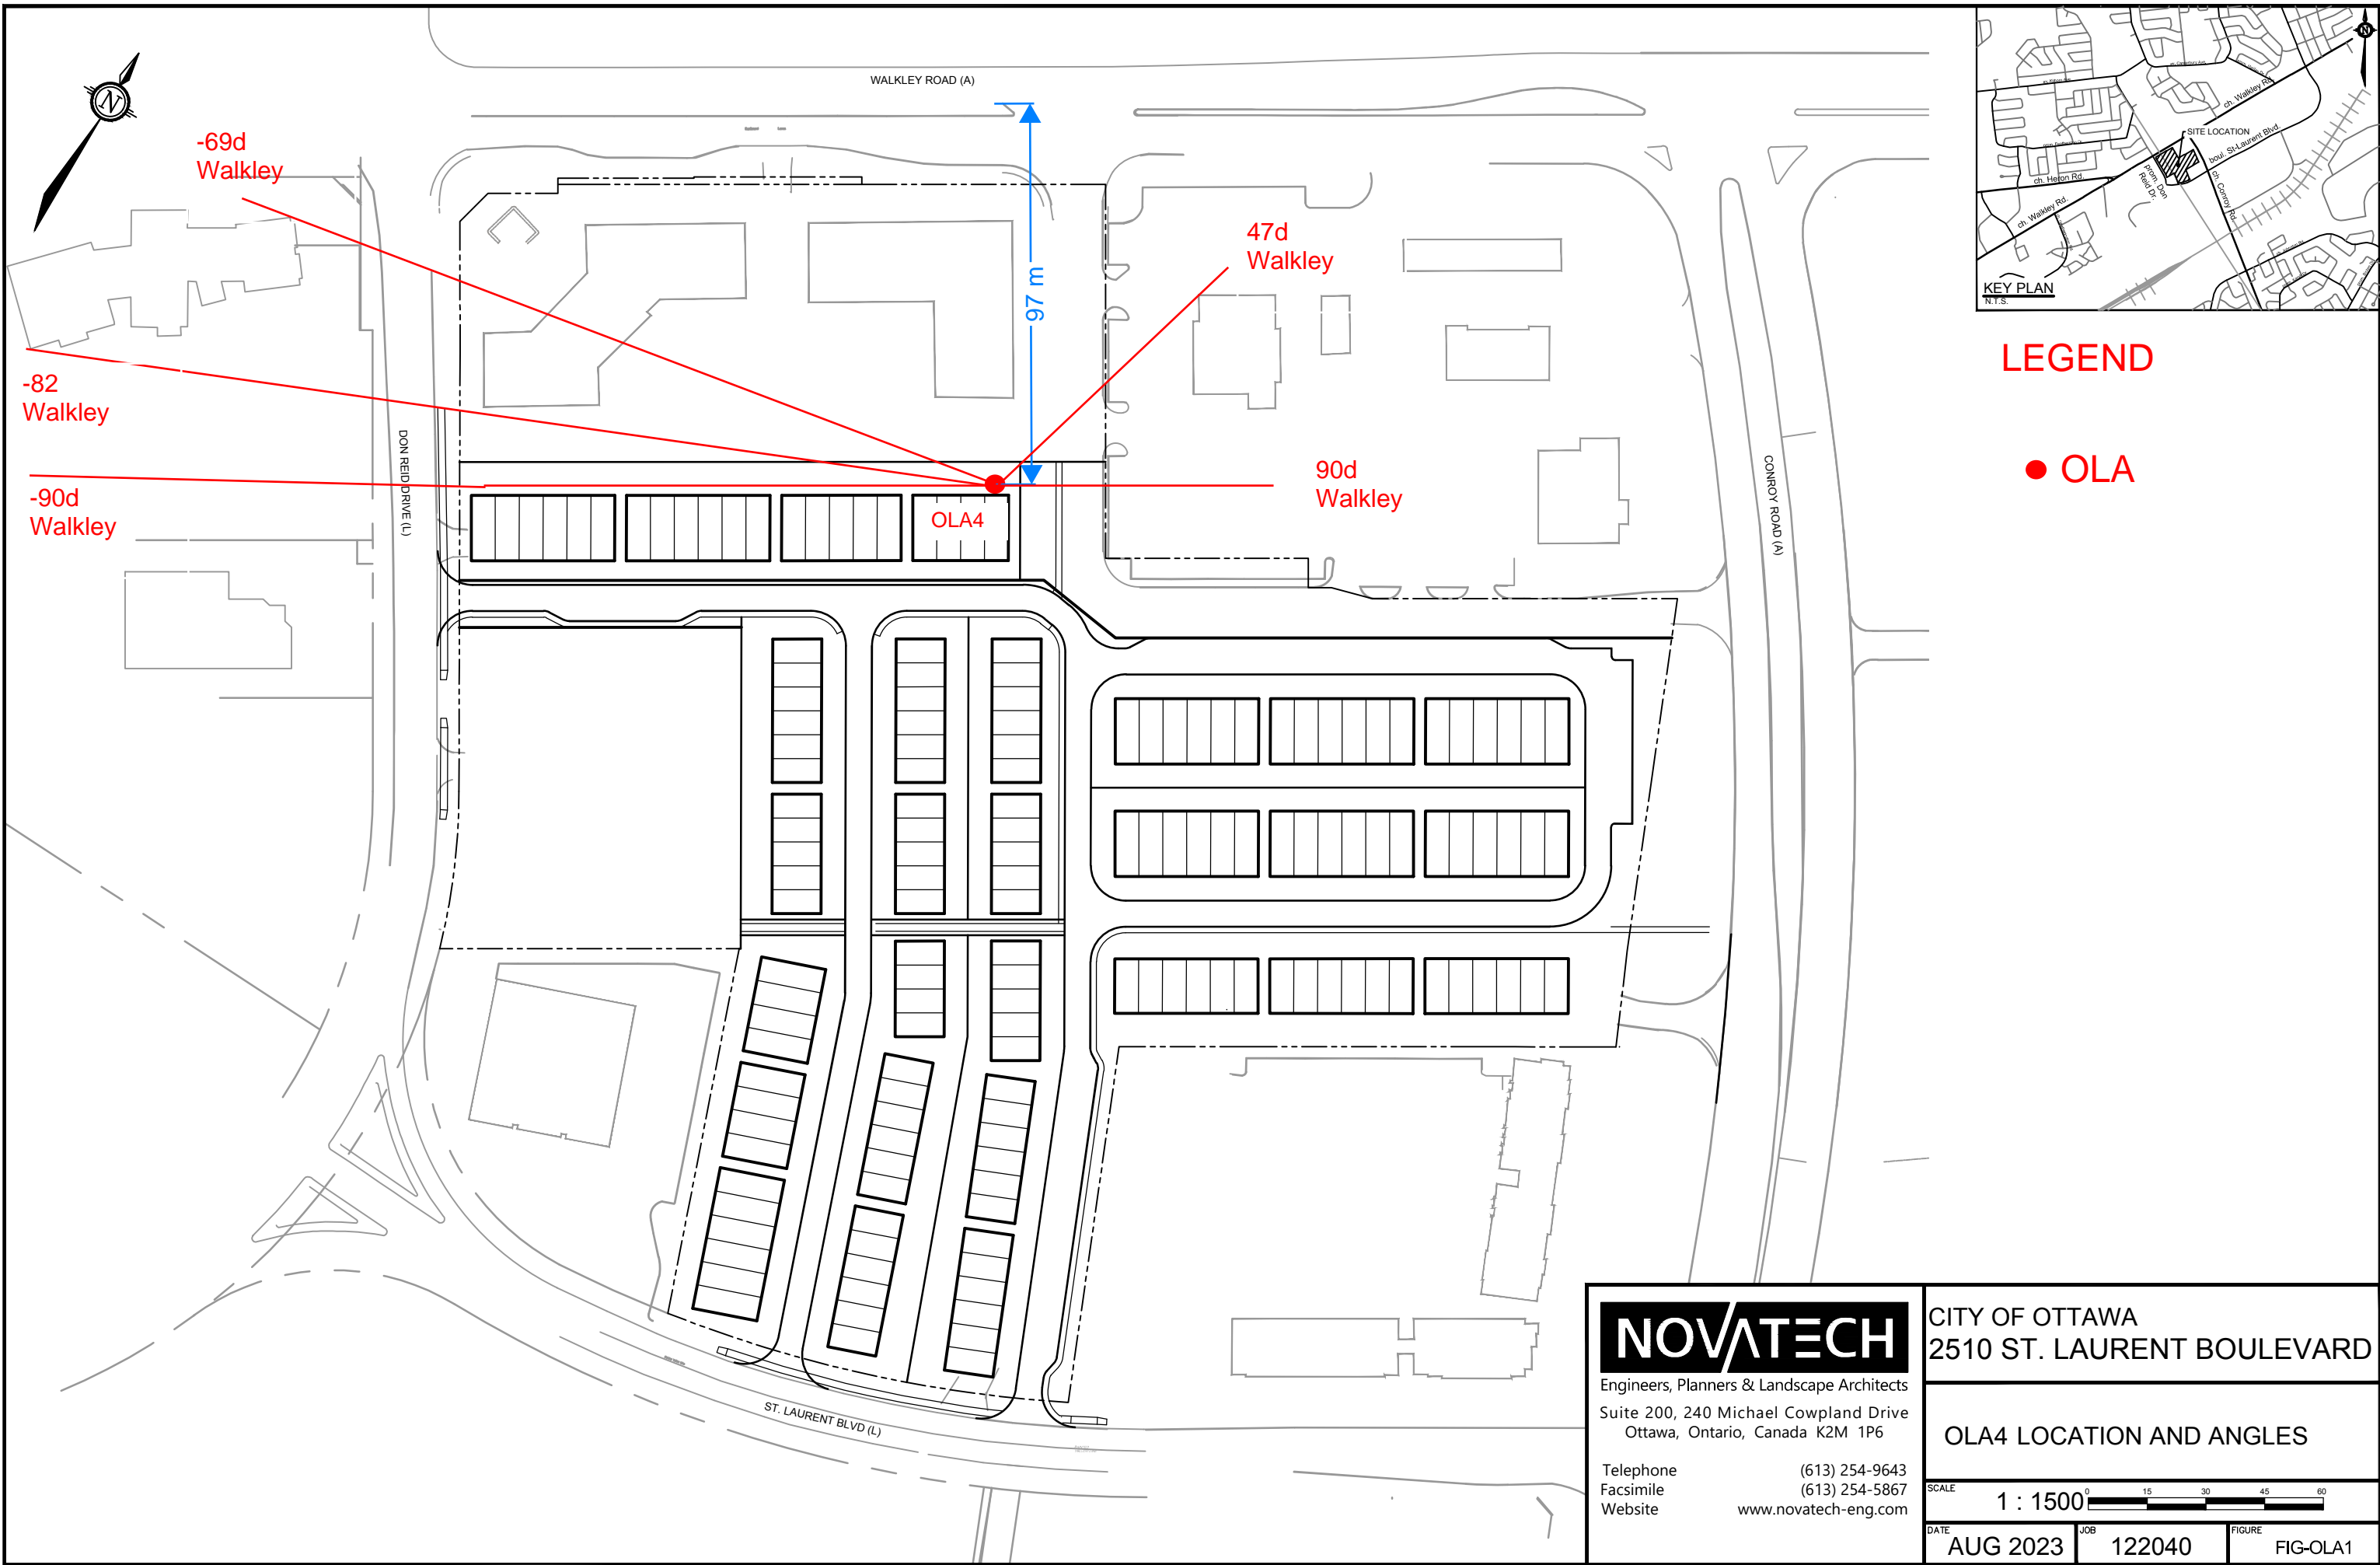 WALKLEY ROAD (A)
N
-69d
Walkley
47d
Walkley
97 m
-82
Walkley
-90d
Walkley
90d
Walkley
OLA4
DON REID DRIVE (L)
CONROY ROAD (A)
ST. LAURENT BLVD (L)
N
ch. Walkley Rd.
SITE LOCATION
boul. St-Laurent Blvd.
ch. Heron Rd.
prom. Don
Reid Dr.
ch. Conroy Rd.
ch. Walkley Rd.
KEY PLAN
N.T.S.
LEGEND
OLA
NOVATECH
Engineers, Planners & Landscape Architects
Suite 200, 240 Michael Cowpland Drive
Ottawa, Ontario, Canada K2M 1P6
Telephone (613) 254-9643
Facsimile (613) 254-5867
Website www.novatech-eng.com
CITY OF OTTAWA
2510 ST. LAURENT BOULEVARD
OLA4 LOCATION AND ANGLES
SCALE
1 : 1500
0 15 30 45 60
DATE
AUG 2023
JOB
122040
FIGURE
FIG-OLA1